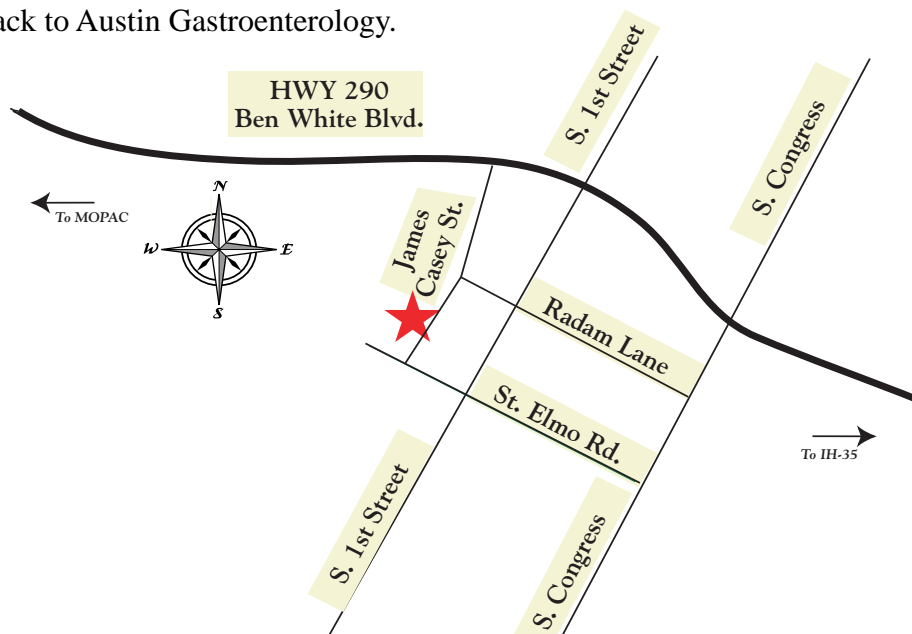 ack to Austin Gastroenterology.
HWY 290
Ben White Blvd.
S. 1st Street
S. Congress
To MOPAC
N
W
E
S
James
Casey St.
Radam Lane
St. Elmo Rd.
To IH-35
S. 1st Street
S. Congress